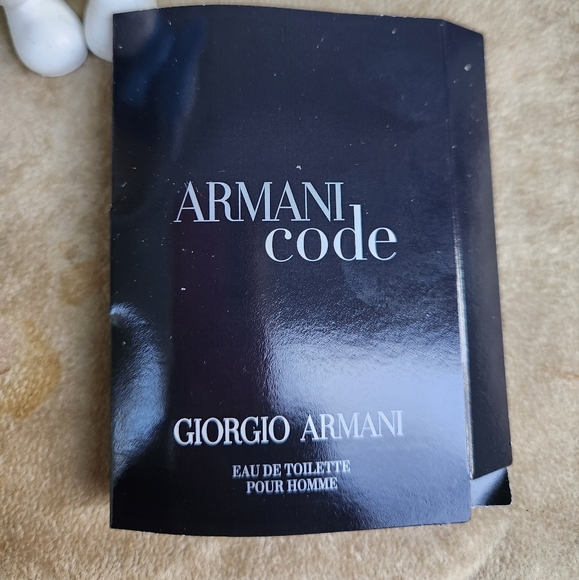 ARMANI
code
GIORGIO ARMANI
EAU DE TOILETTE
POUR HOMME